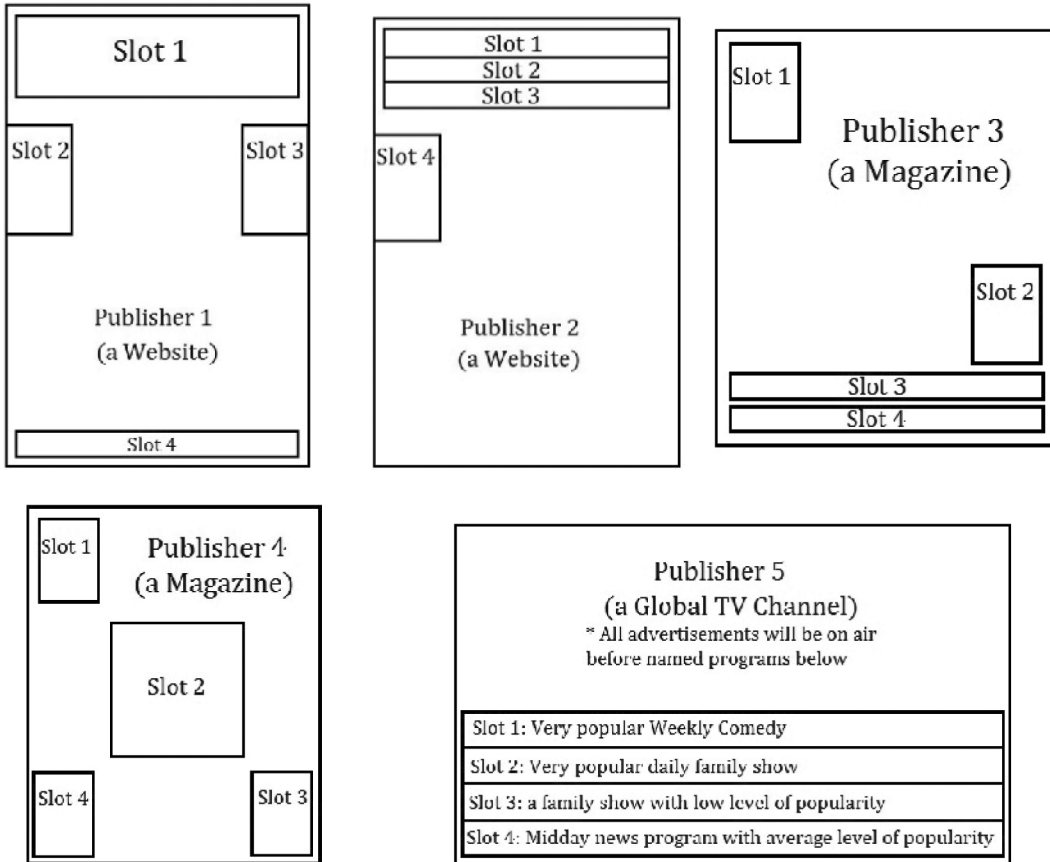 Slot 1
Slot 2
Slot 3
Publisher 1
(a Website)
Slot 4
Slot 1
Slot 2
Slot 3
Slot 4
Publisher 2
(a Website)
Slot 1
Publisher 3
(a Magazine)
Slot 2
Slot 3
Slot 4
Slot 1
Publisher 4
(a Magazine)
Slot 2
Slot 4
Slot 3
Publisher 5
(a Global TV Channel)
* All advertisements will be on air
before named programs below
Slot 1: Very popular Weekly Comedy
Slot 2: Very popular daily family show
Slot 3: a family show with low level of popularity
Slot 4: Midday news program with average level of popularity